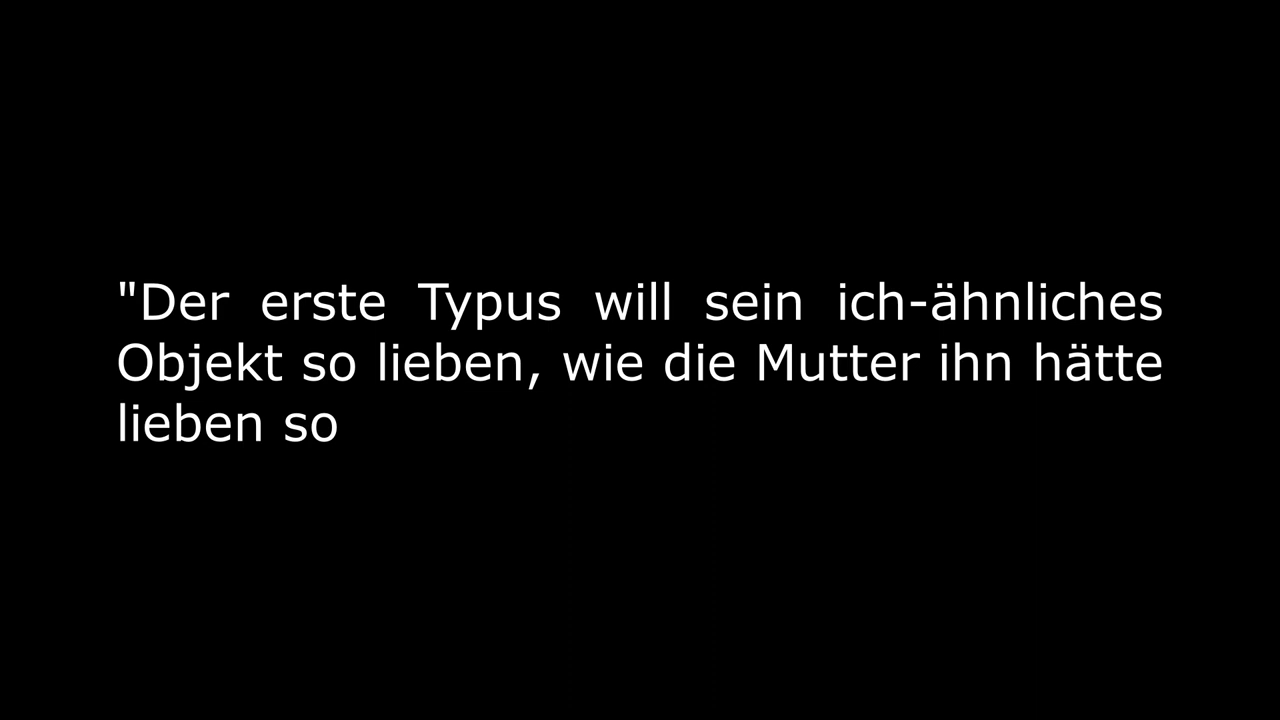 "Der erste Typus will sein ich-ähnliches
Objekt so lieben, wie die Mutter ihn hätte
lieben so